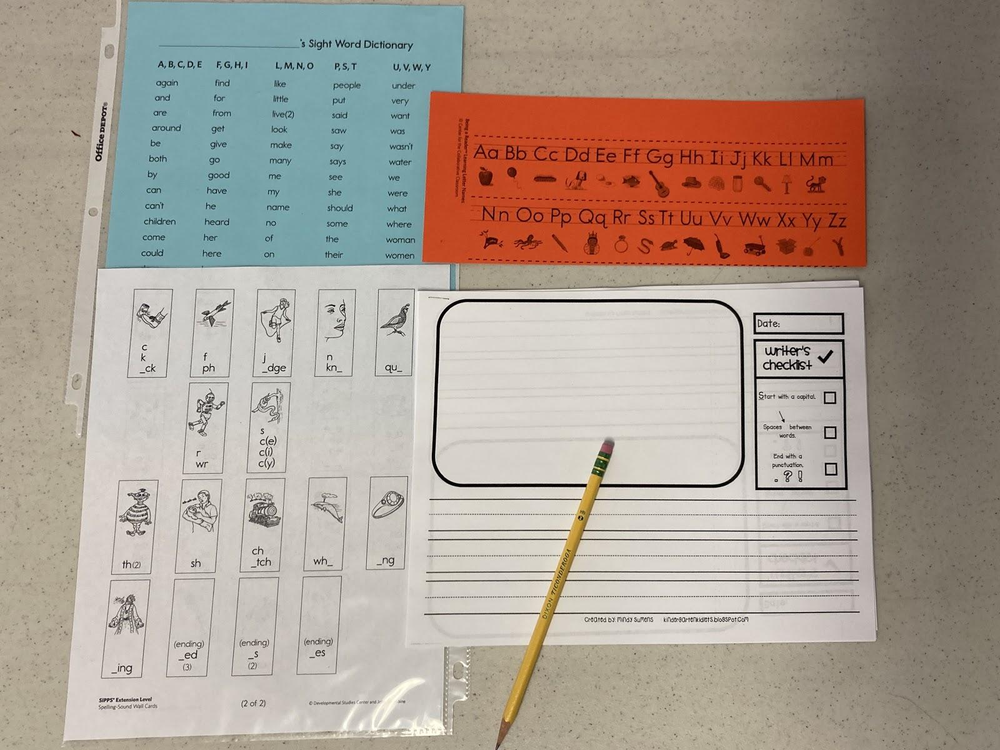 Office DEPOT®
_____'s Sight Word Dictionary
A, B, C, D, E F, G, H, I L, M, N, O P, S, T U, V, W, Y
again find like people under
and for little put very
are from live(2) said want
around get look saw was
be give make say wasn't
both go many says water
by good me see we
can have my she were
can't he name should what
children heard no some where
come her of the woman
could here on their women
Being a Reader™ Learning Letter Names
© Center for the Collaborative Classroom
Aa Bb Cc Dd Ee Ff Gg Hh Ii Jj Kk Ll Mm
Nn Oo Pp Qq Rr Ss Tt Uu Vv Ww Xx Yy Zz
c
k
_ck
f
ph
j
_dge
n
kn_
qu_
r
wr
s
c(e)
c(i)
c(y)
th(2)
sh
ch
_tch
wh_
_ng
_ing
(ending)
_ed
(3)
(ending)
_s
(2)
(ending)
_es
SIPPS® Extension Level
Spelling-Sound Wall Cards
(2 of 2)
© Developmental Studies Center and
Date:
writer's
checklist
Start with a capital.
Spaces between
words.
End with a
punctuation.
. ? !
created by: Mindy Sumens kindergartenkidlets.blogspot.com
HB
2
DIXON TICONDEROGA